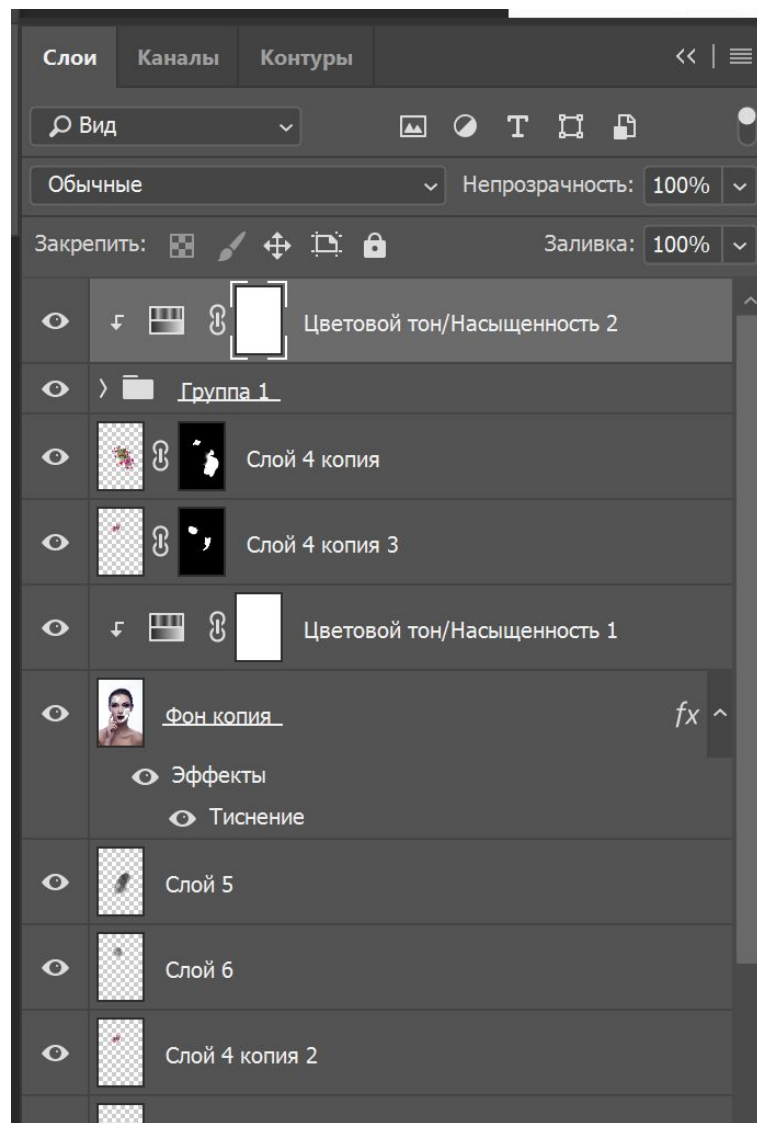 Слои Каналы Контуры
Вид
Обычные Непрозрачность: 100%
Закрепить: Заливка: 100%
Цветовой тон/Насыщенность 2
Группа 1
Слой 4 копия
Слой 4 копия 3
Цветовой тон/Насыщенность 1
Фон копия fx
Эффекты
Тиснение
Слой 5
Слой 6
Слой 4 копия 2